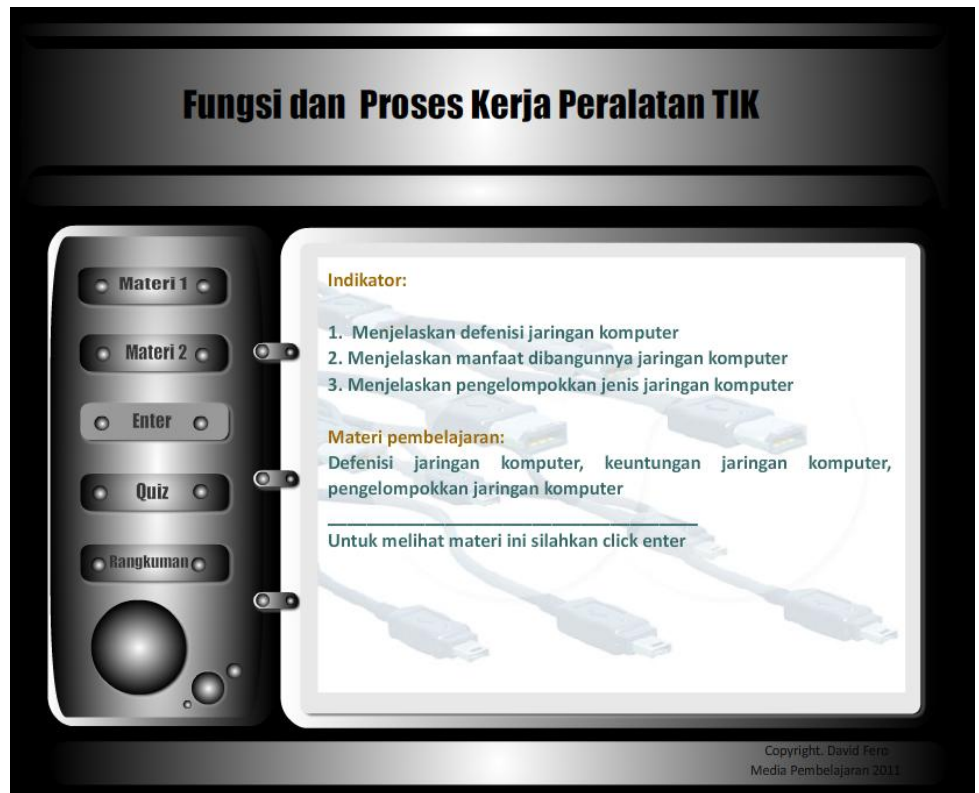 Fungsi dan Proses Kerja Peralatan TIK
Materi 1
Materi 2
Enter
Quiz
Rangkuman
Indikator:
1. Menjelaskan defenisi jaringan komputer
2. Menjelaskan manfaat dibangunnya jaringan komputer
3. Menjelaskan pengelompokkan jenis jaringan komputer
Materi pembelajaran:
Defenisi jaringan komputer, keuntungan jaringan komputer,
pengelompokkan jaringan komputer
Untuk melihat materi ini silahkan click enter
Copyright. David Fero
Media Pembelajaran 2011